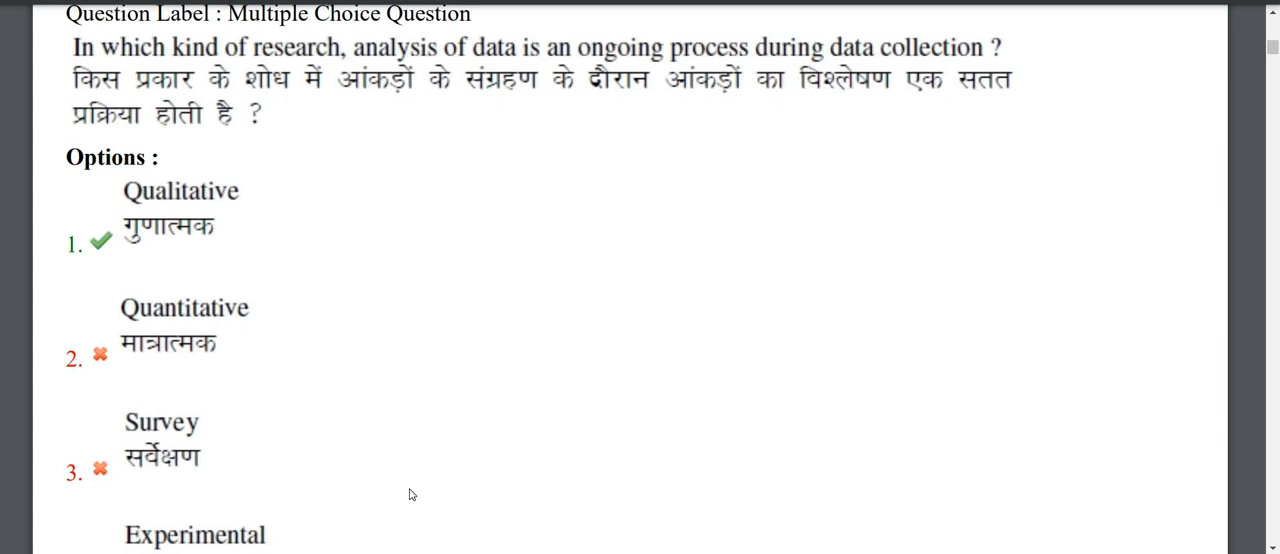 Question Label : Multiple Choice Question
In which kind of research, analysis of data is an ongoing process during data collection ?
किस प्रकार के शोध में आंकड़ों के संग्रहण के दौरान आंकड़ों का विश्लेषण एक सतत
प्रक्रिया होती है ?
Options :
Qualitative
गुणात्मक
1.
Quantitative
मात्रात्मक
2.
Survey
सर्वेक्षण
3.
Experimental